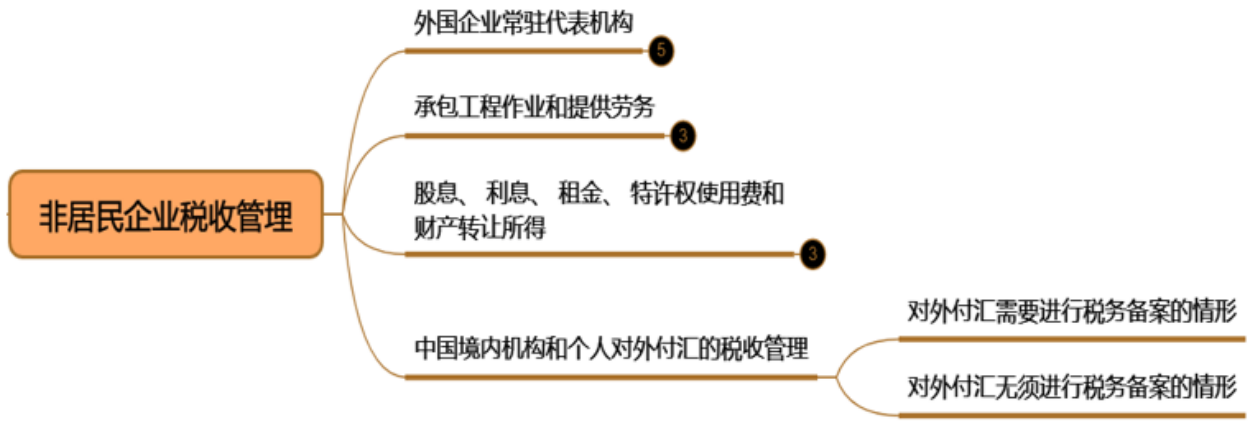 外国企业常驻代表机构
5
承包工程作业和提供劳务
3
股息、利息、租金、特许权使用费和
财产转让所得
3
非居民企业税收管理
中国境内机构和个人对外付汇的税收管理
对外付汇需要进行税务备案的情形
对外付汇无须进行税务备案的情形